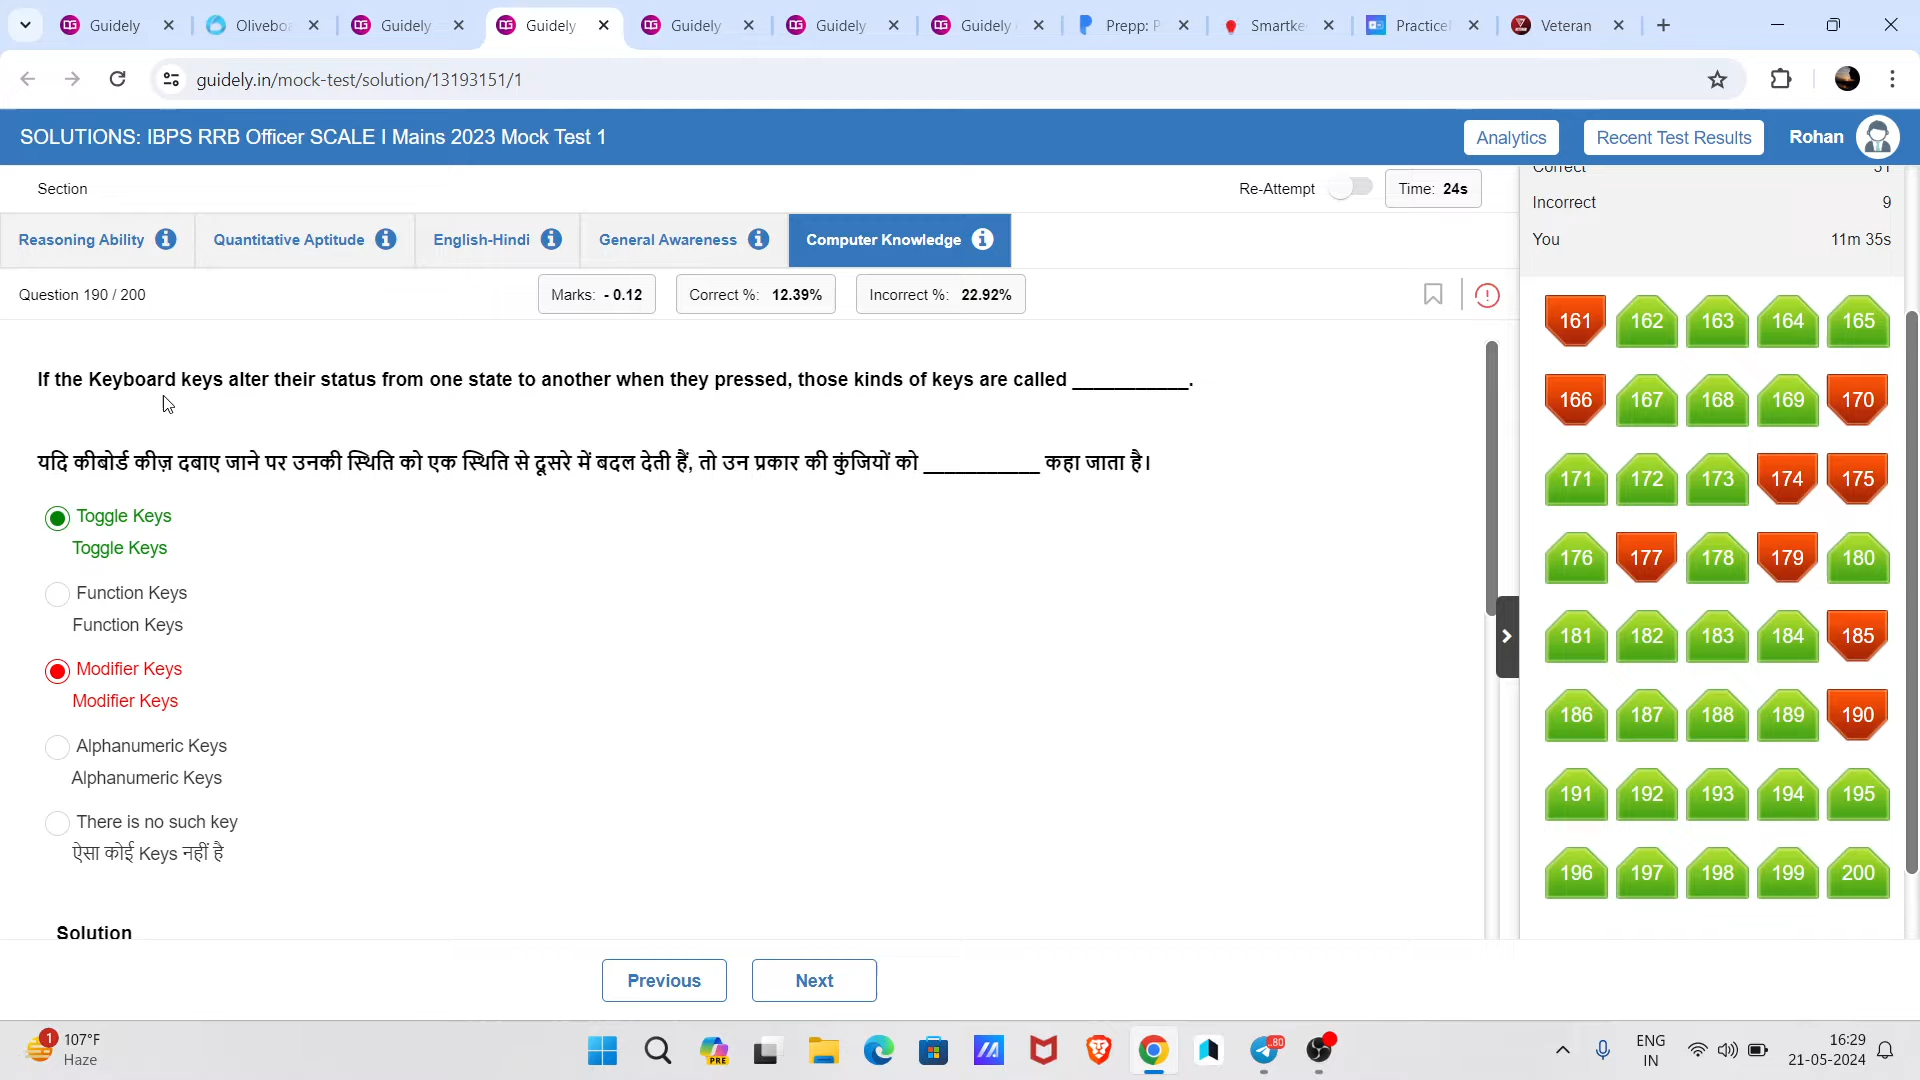 Guidely
Oliveboa
Guidely
Guidely
Guidely
Guidely
Guidely
Prepp: P
Smartke
Practice
Veteran
guidely.in/mock-test/solution/13193151/1
SOLUTIONS: IBPS RRB Officer SCALE I Mains 2023 Mock Test 1
Analytics
Recent Test Results
Rohan
Section
Re-Attempt
Time: 24s
Correct 31
Incorrect 9
You 11m 35s
Reasoning Ability
Quantitative Aptitude
English-Hindi
General Awareness
Computer Knowledge
Question 190 / 200
Marks: - 0.12
Correct %: 12.39%
Incorrect %: 22.92%
If the Keyboard keys alter their status from one state to another when they pressed, those kinds of keys are called ___________.
यदि कीबोर्ड कीज़ दबाए जाने पर उनकी स्थिति को एक स्थिति से दूसरे में बदल देती हैं, तो उन प्रकार की कुंजियों को ___________ कहा जाता है।
Toggle Keys
Toggle Keys
Function Keys
Function Keys
Modifier Keys
Modifier Keys
Alphanumeric Keys
Alphanumeric Keys
There is no such key
ऐसा कोई Keys नहीं है
Solution
Previous
Next
161 162 163 164 165
166 167 168 169 170
171 172 173 174 175
176 177 178 179 180
181 182 183 184 185
186 187 188 189 190
191 192 193 194 195
196 197 198 199 200
1
107°F
Haze
PRE
80
ENG
IN
16:29
21-05-2024